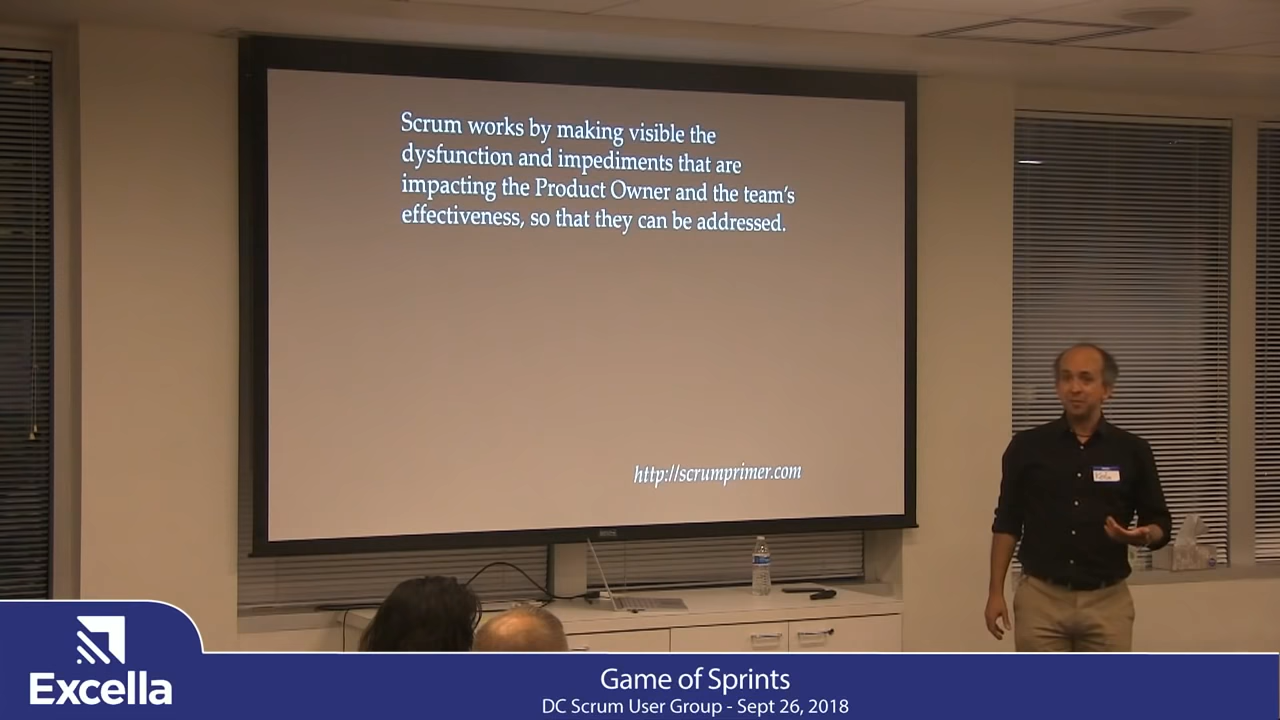 Scrum works by making visible the
dysfunction and impediments that are
impacting the Product Owner and the team's
effectiveness, so that they can be addressed.
http://scrumprimer.com
Excella
Game of Sprints
DC Scrum User Group - Sept 26, 2018